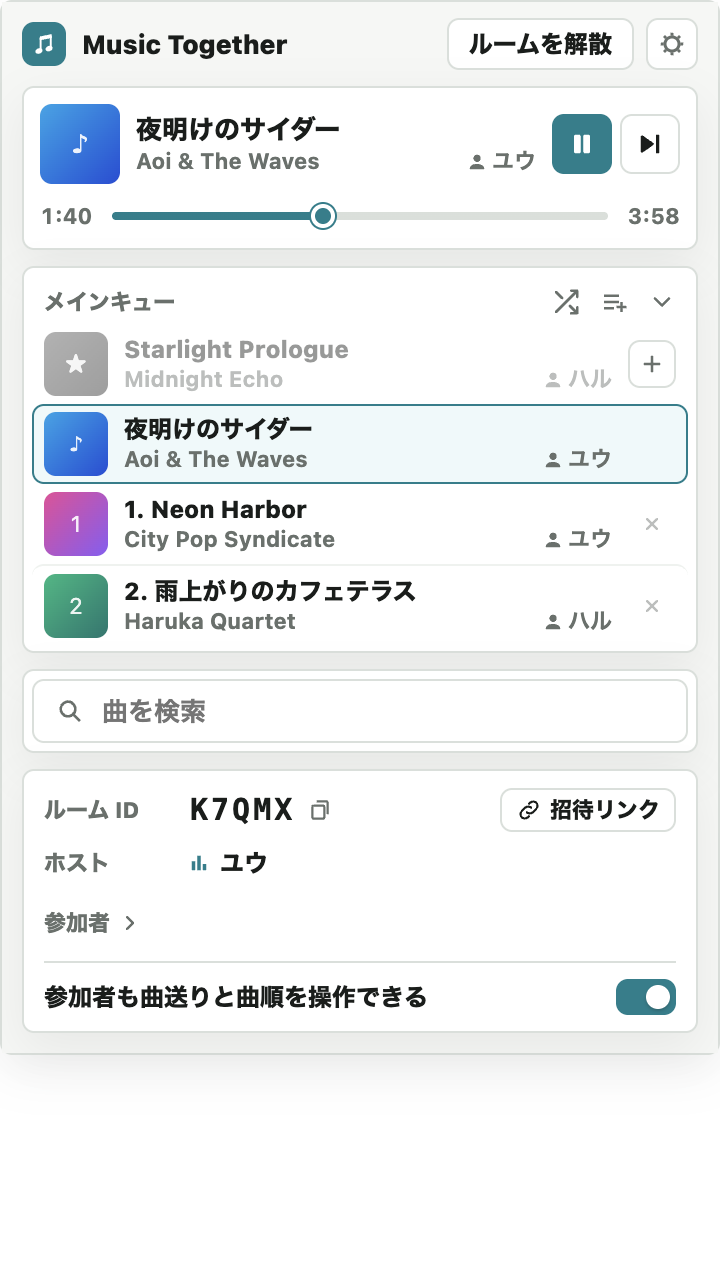 Music Together
ルームを解散
夜明けのサイダー
Aoi & The Waves
ユウ
1:40
3:58
メインキュー
Starlight Prologue
Midnight Echo
ハル
夜明けのサイダー
Aoi & The Waves
ユウ
1
1. Neon Harbor
City Pop Syndicate
ユウ
2
2. 雨上がりのカフェテラス
Haruka Quartet
ハル
曲を検索
ルーム ID
K7QMX
招待リンク
ホスト
ユウ
参加者
参加者も曲送りと曲順を操作できる